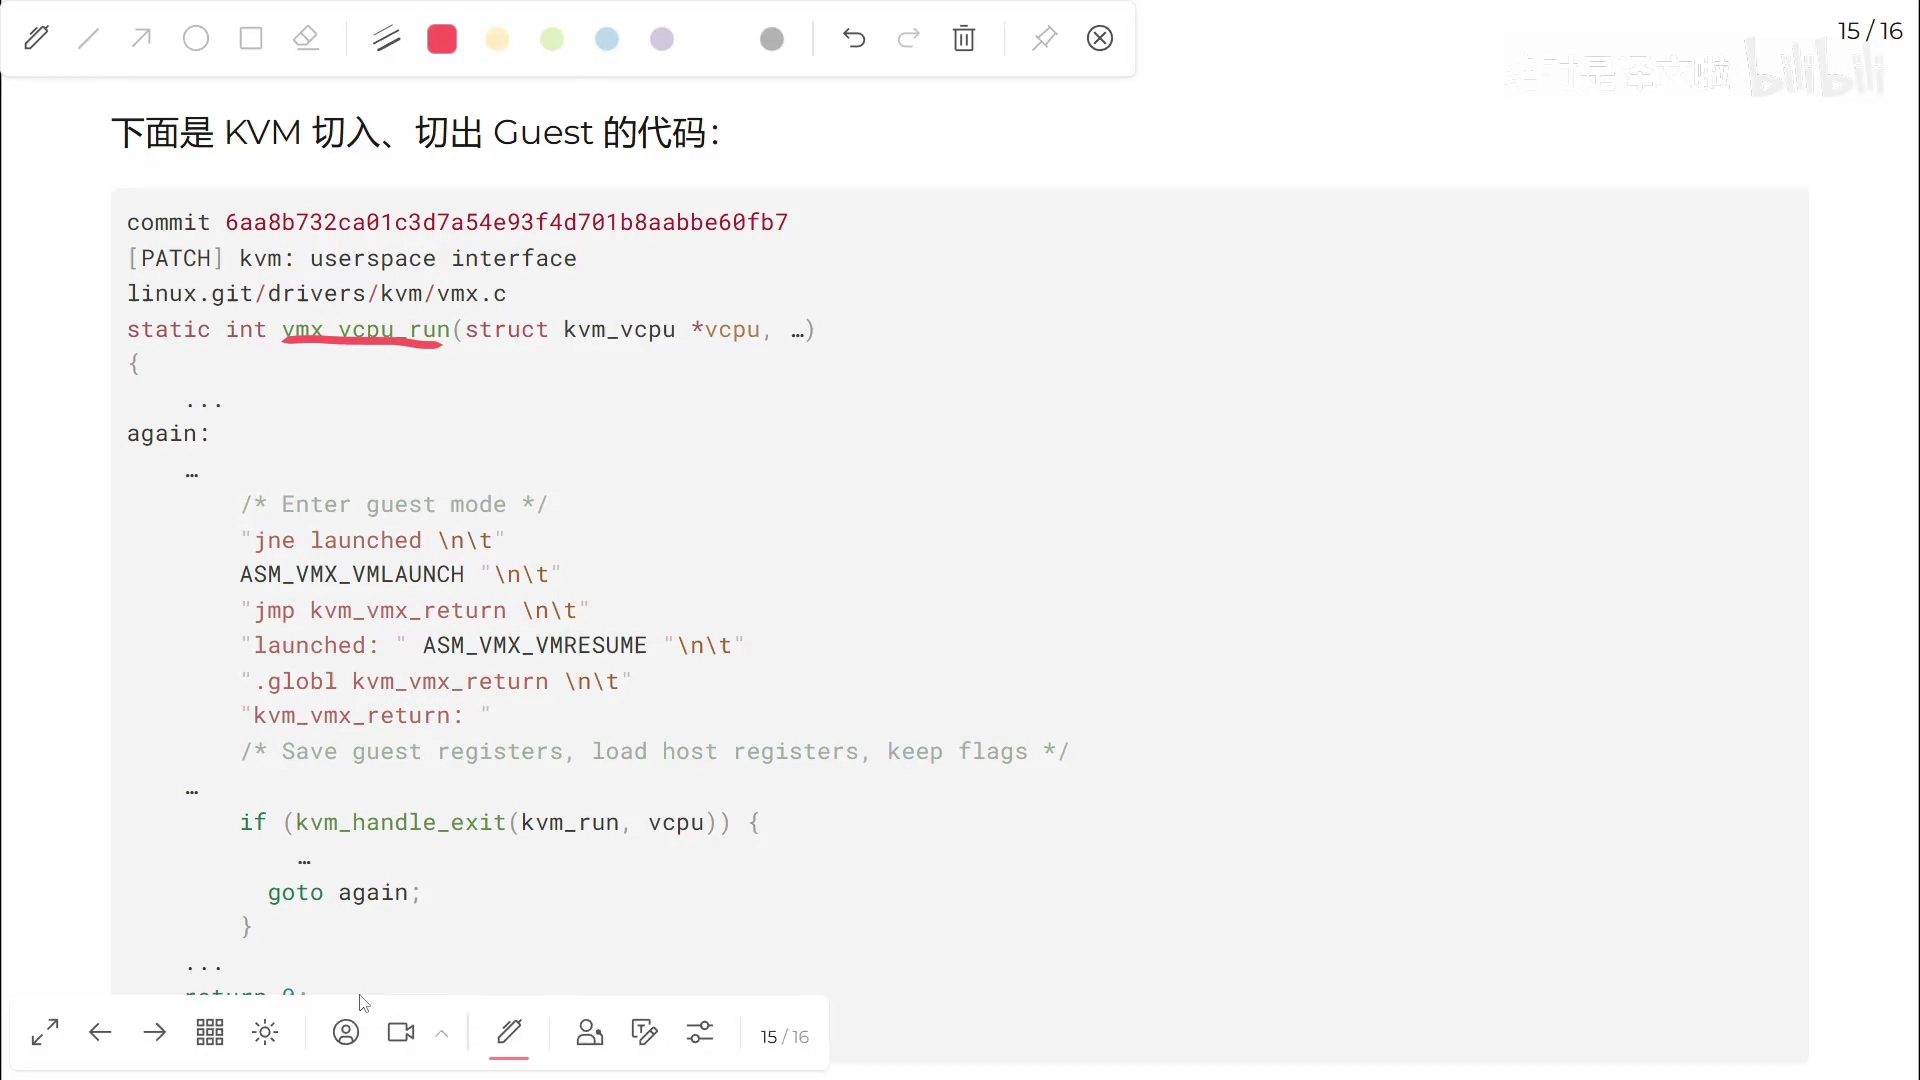 15 / 16
bilibili
下面是 KVM 切入、切出 Guest 的代码：
commit 6aa8b732ca01c3d7a54e93f4d701b8aabbe60fb7
[PATCH] kvm: userspace interface
linux.git/drivers/kvm/vmx.c
static int vmx_vcpu_run(struct kvm_vcpu *vcpu, …)
{
...
again:
…
/* Enter guest mode */
"jne launched \n\t"
ASM_VMX_VMLAUNCH "\n\t"
"jmp kvm_vmx_return \n\t"
"launched: " ASM_VMX_VMRESUME "\n\t"
".globl kvm_vmx_return \n\t"
"kvm_vmx_return: "
/* Save guest registers, load host registers, keep flags */
…
if (kvm_handle_exit(kvm_run, vcpu)) {
…
goto again;
}
...
return 0;
15 / 16